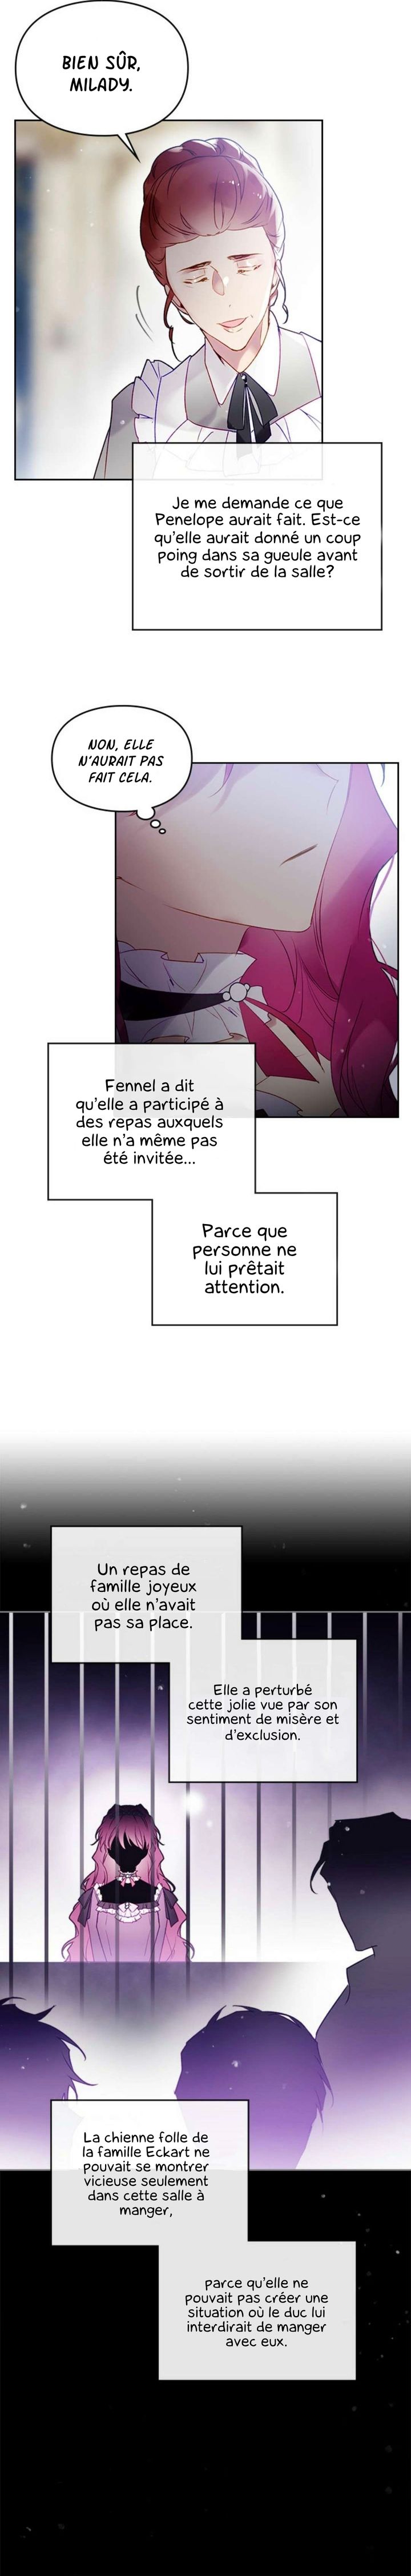 BIEN SÛR,
MILADY.
Je me demande ce que
Penelope aurait fait. Est-ce
qu'elle aurait donné un coup
poing dans sa gueule avant
de sortir de la salle?
NON, ELLE
N'AURAIT PAS
FAIT CELA.
Fennel a dit
qu'elle a participé à
des repas auxquels
elle n'a même pas
été invitée...
Parce que
personne ne
lui prêtait
attention.
Un repas de
famille joyeux
où elle n'avait
pas sa place.
Elle a perturbé
cette jolie vue par son
sentiment de misère et
d'exclusion.
La chienne folle de
la famille Eckart ne
pouvait se montrer
vicieuse seulement
dans cette salle à
manger,
parce qu'elle ne
pouvait pas créer une
situation où le duc lui
interdirait de manger
avec eux.